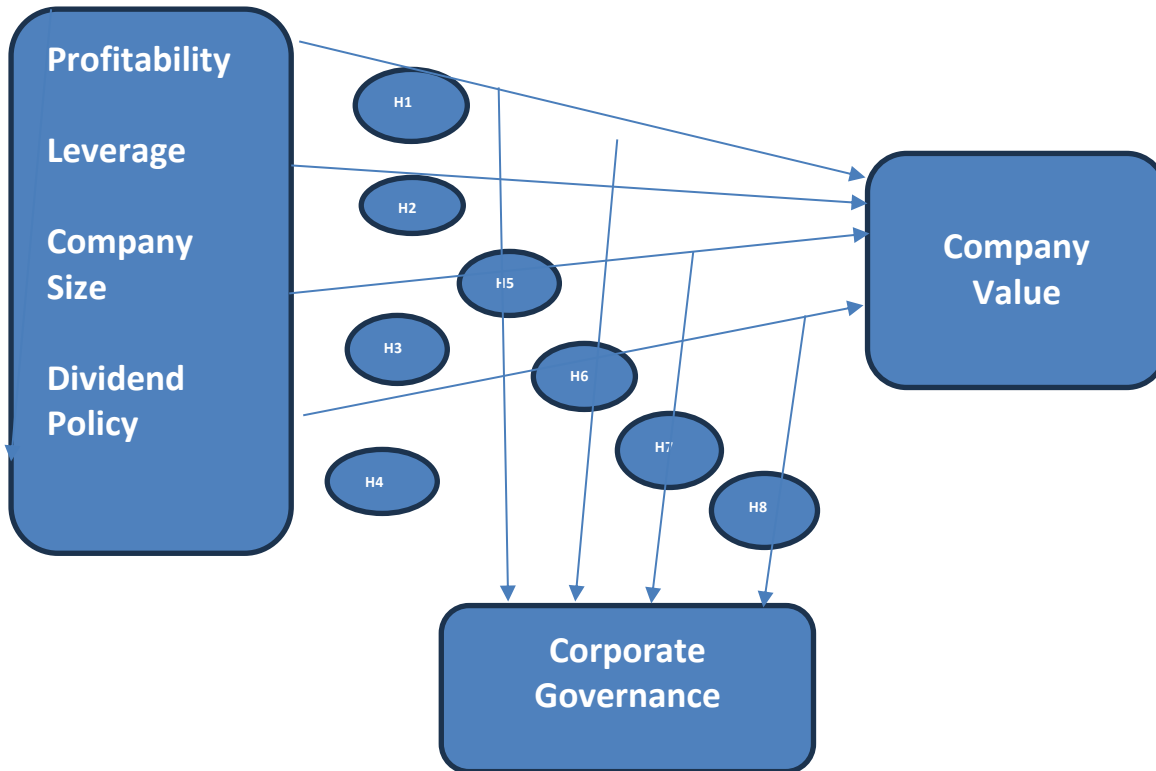 Profitability
Leverage
Company
Size
Dividend
Policy
H1
H2
H5
H3
H6
H7
H4
H8
Company
Value
Corporate
Governance